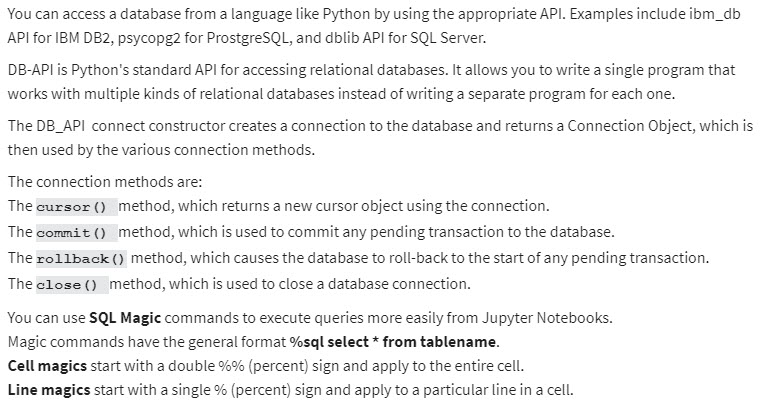 You can access a database from a language like Python by using the appropriate API. Examples include ibm_db
API for IBM DB2, psycopg2 for ProstgreSQL, and dblib API for SQL Server.
DB-API is Python's standard API for accessing relational databases. It allows you to write a single program that
works with multiple kinds of relational databases instead of writing a separate program for each one.
The DB_API connect constructor creates a connection to the database and returns a Connection Object, which is
then used by the various connection methods.
The connection methods are:
The cursor() method, which returns a new cursor object using the connection.
The commit() method, which is used to commit any pending transaction to the database.
The rollback() method, which causes the database to roll-back to the start of any pending transaction.
The close() method, which is used to close a database connection.
You can use SQL Magic commands to execute queries more easily from Jupyter Notebooks.
Magic commands have the general format %sql select * from tablename.
Cell magics start with a double %% (percent) sign and apply to the entire cell.
Line magics start with a single % (percent) sign and apply to a particular line in a cell.